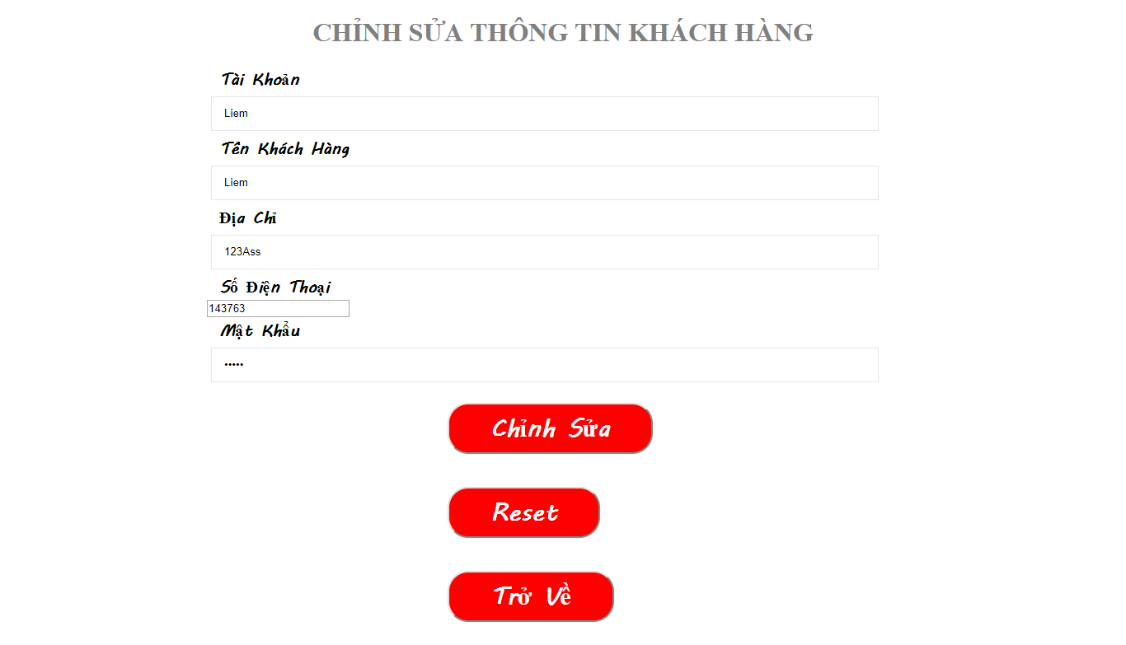 CHỈNH SỬA THÔNG TIN KHÁCH HÀNG
Tài Khoản
Liem
Tên Khách Hàng
Liem
Địa Chỉ
123Ass
Số Điện Thoại
143763
Mật Khẩu
•••••
Chỉnh Sửa
Reset
Trở Về